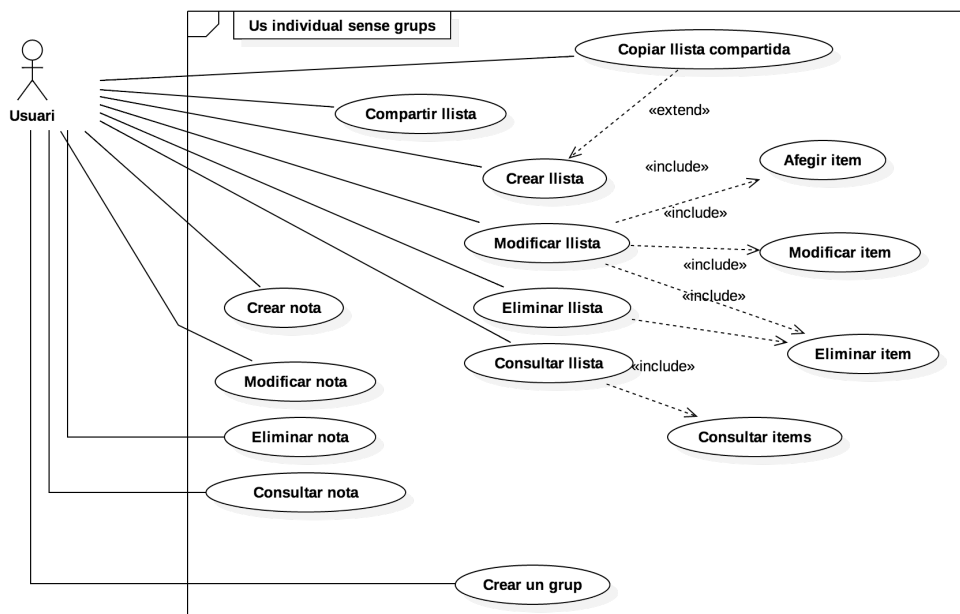 Us individual sense grups
Copiar llista compartida
Usuari
Compartir llista
«extend»
Crear llista
«include»
Afegir item
«include»
Modificar llista
Modificar item
«include»
Crear nota
Eliminar llista
«include»
Eliminar item
Consultar llista
«include»
Modificar nota
Eliminar nota
Consultar items
Consultar nota
Crear un grup